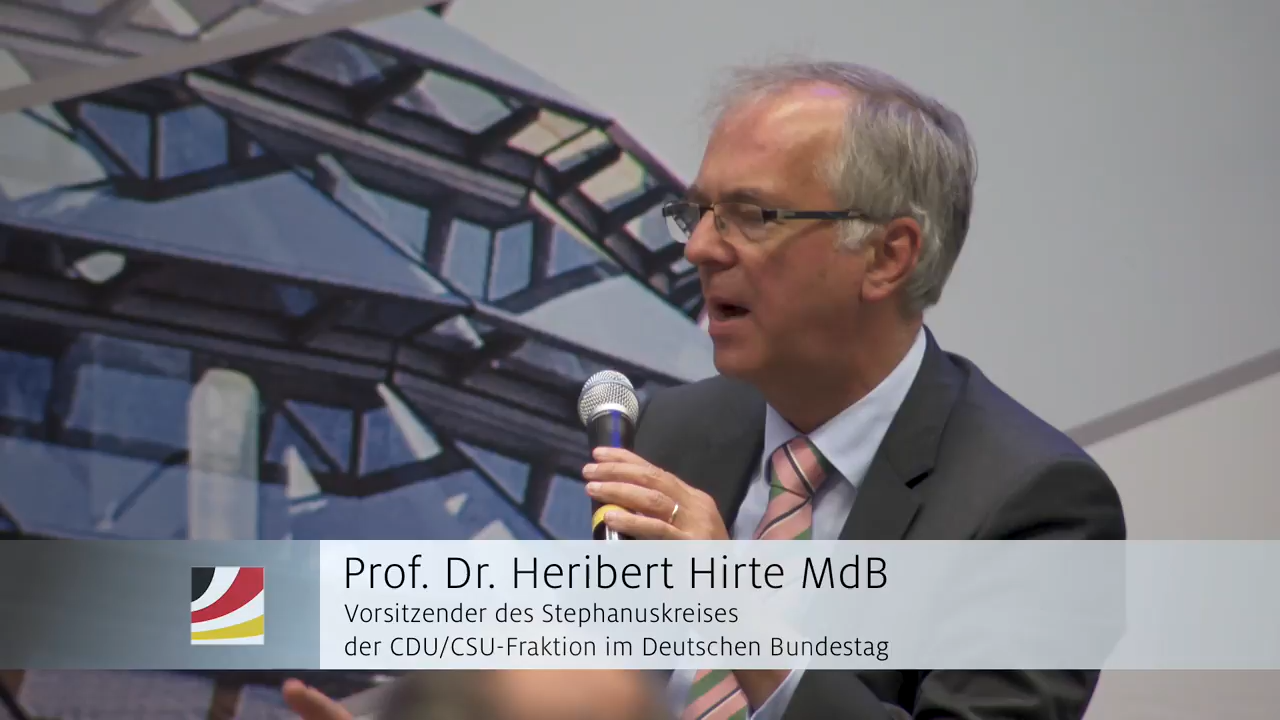 Prof. Dr. Heribert Hirte MdB
Vorsitzender des Stephanuskreises
der CDU/CSU-Fraktion im Deutschen Bundestag